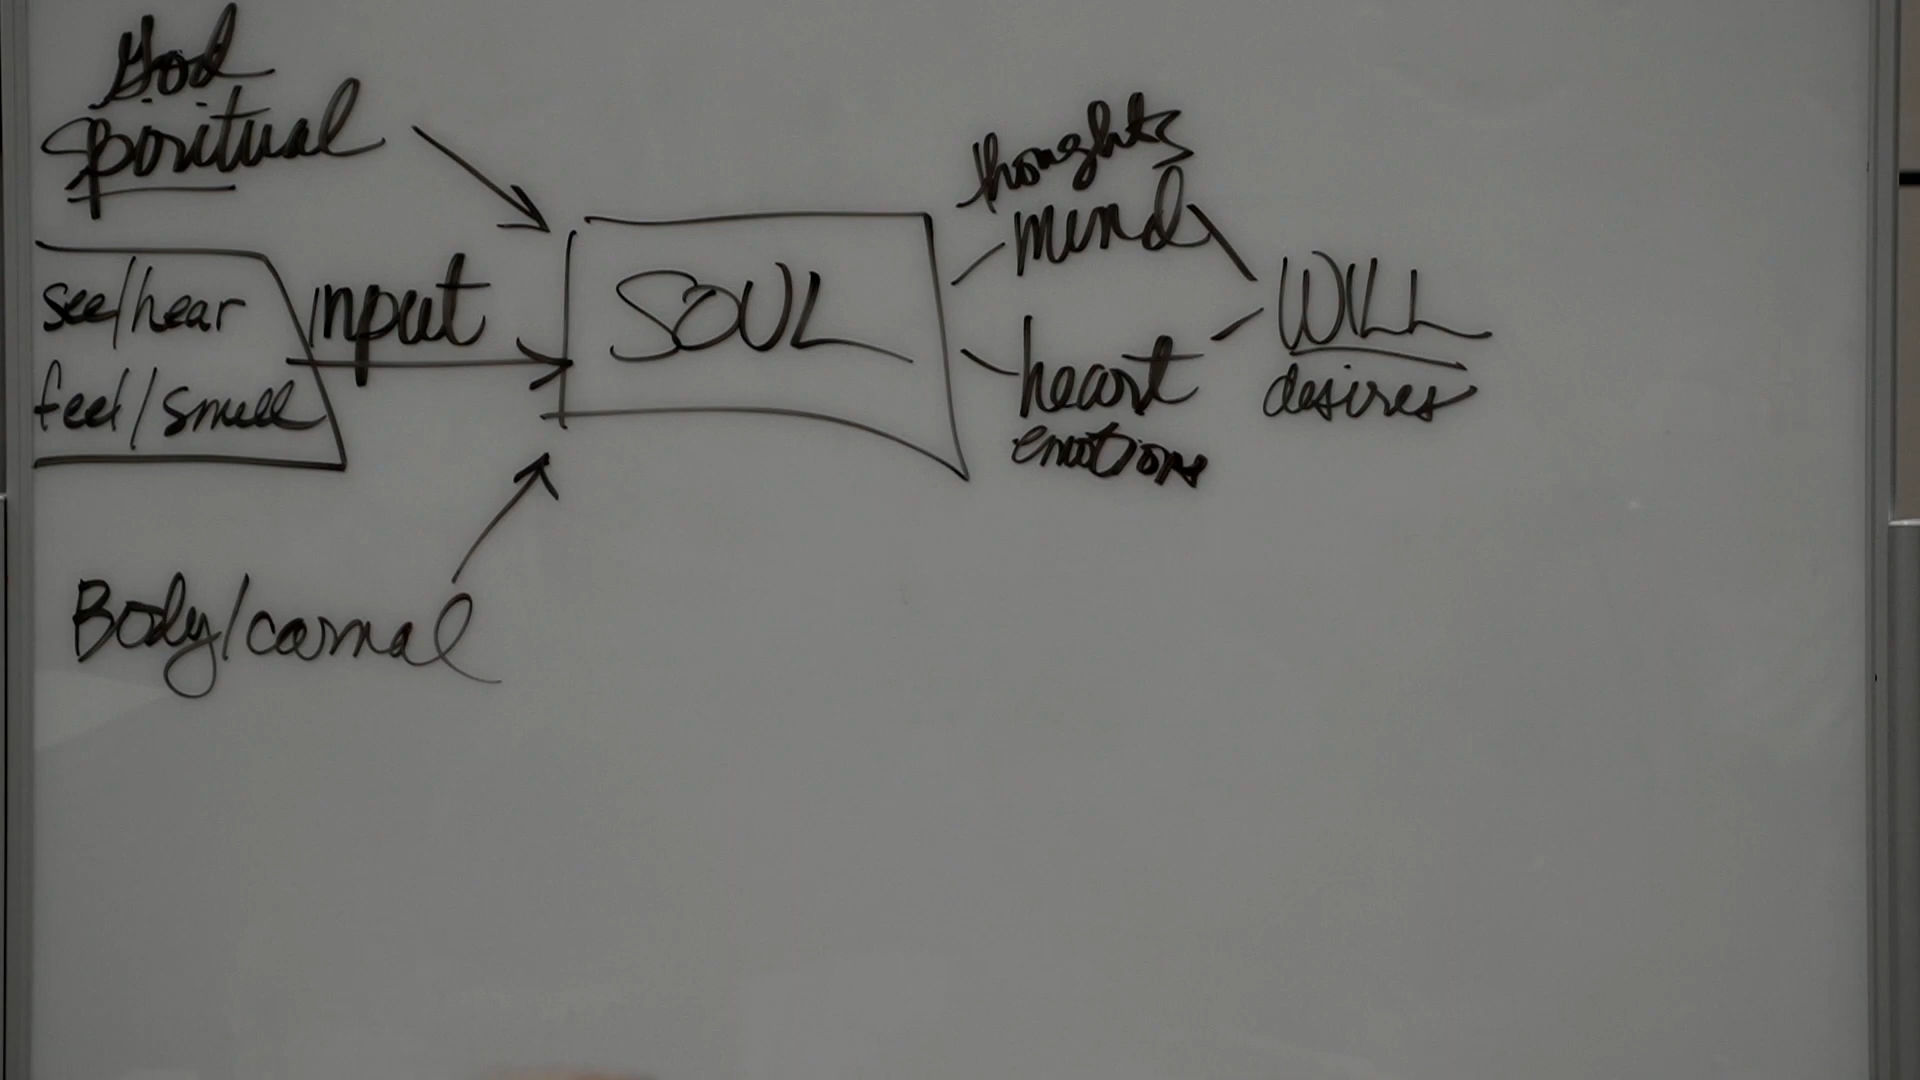 God
Spiritual
see/hear
feel/smell
input
Body/carnal
SOUL
thoughts
mind
heart
emotions
WILL
desires